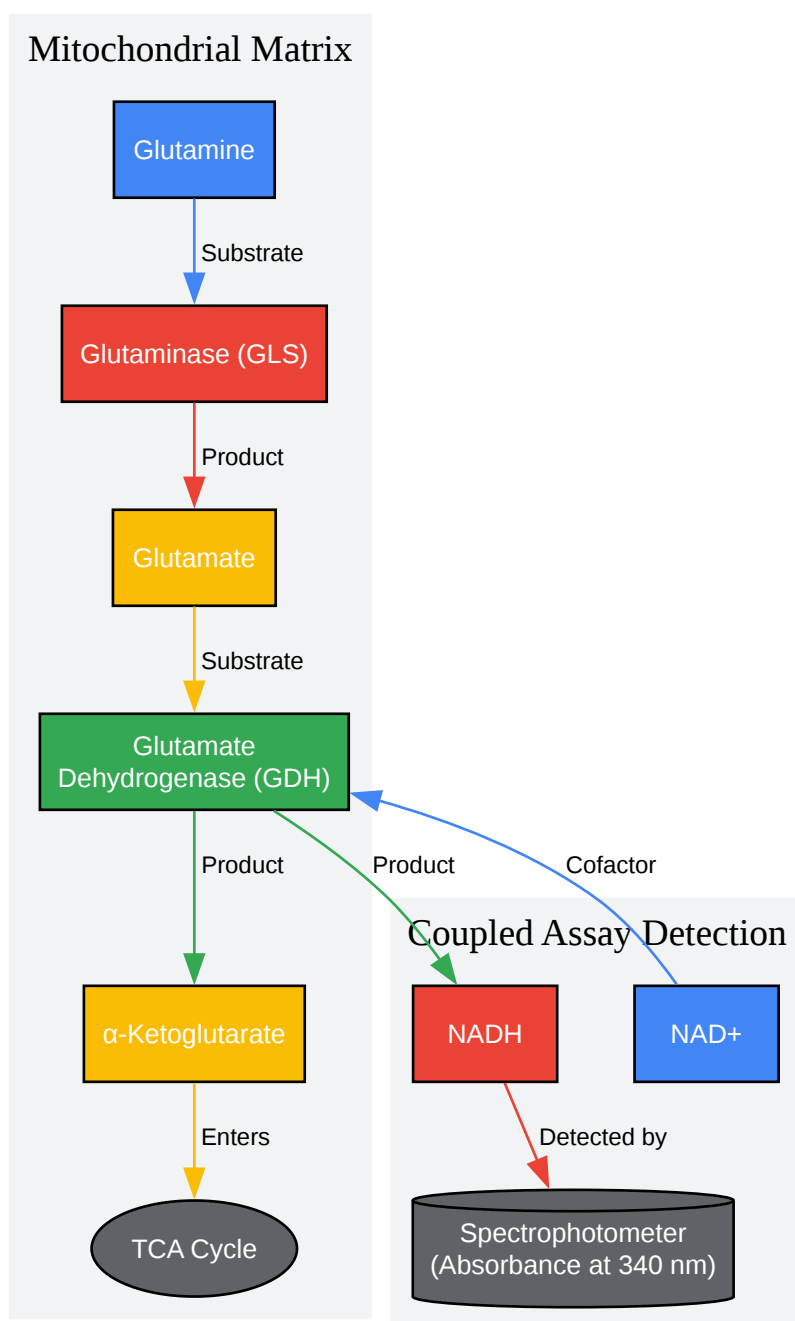 Mitochondrial Matrix
Glutamine
Substrate
Glutaminase (GLS)
Product
Glutamate
Substrate
Glutamate
Dehydrogenase (GDH)
Product
Product
Cofactor
Coupled Assay Detection
α-Ketoglutarate
NADH
NAD+
Enters
Detected by
TCA Cycle
Spectrophotometer
(Absorbance at 340 nm)